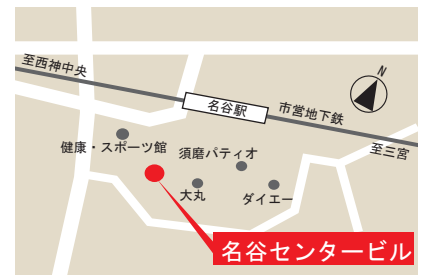 N
至西神中央
名谷駅
市営地下鉄
至三宮
健康・スポーツ館
須磨パティオ
大丸
ダイエー
名谷センタービル